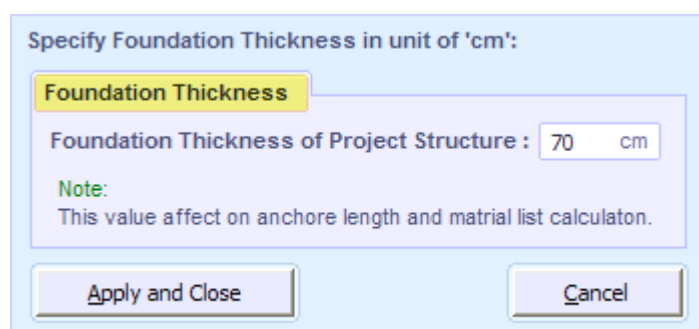 Specify Foundation Thickness in unit of 'cm':
Foundation Thickness
Foundation Thickness of Project Structure : 70 cm
Note:
This value affect on anchore length and matrial list calculaton.
Apply and Close Cancel